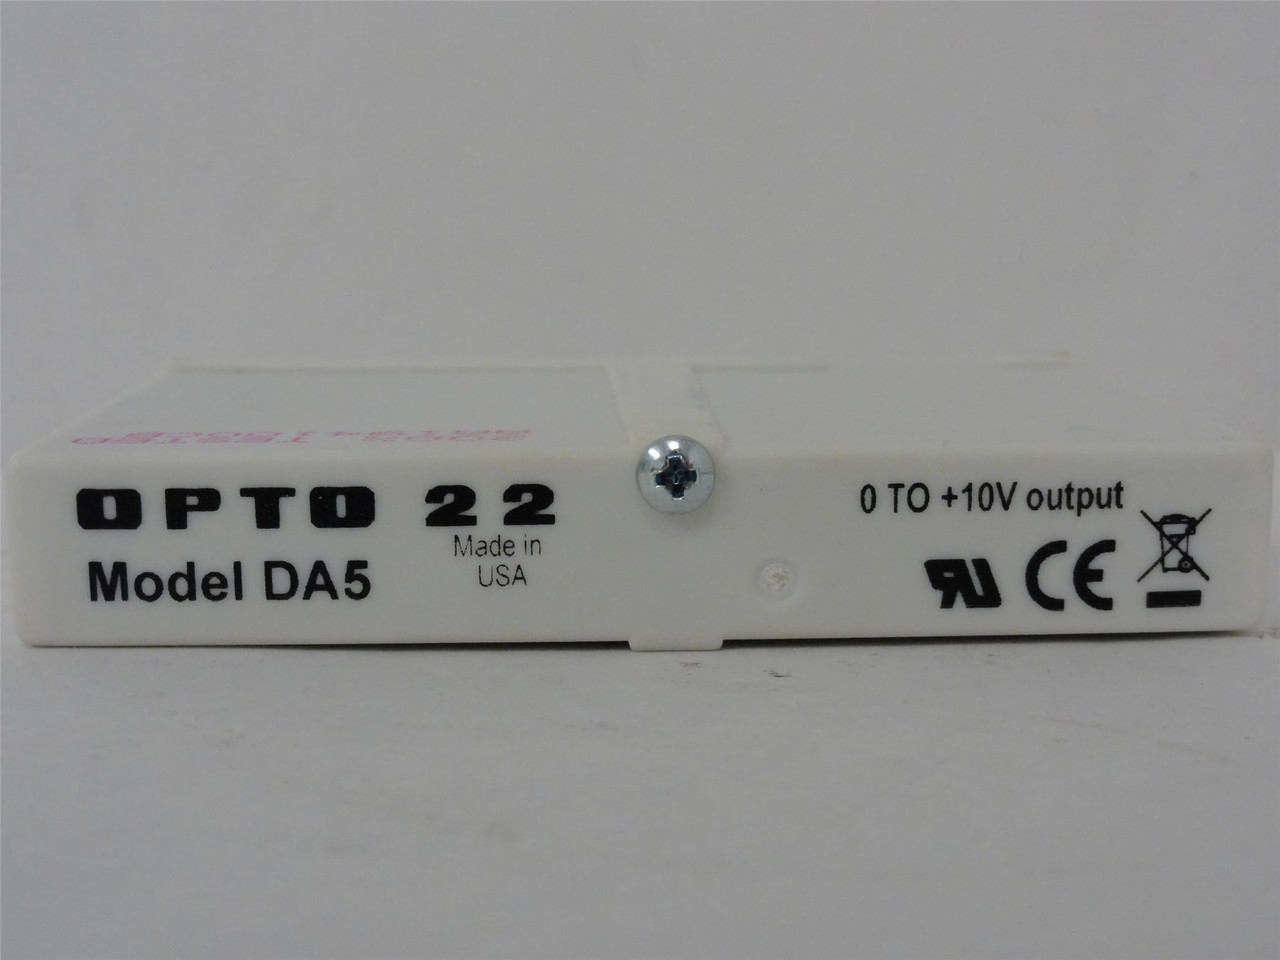 OPTO 22
Made in
USA
Model DA5
0 TO +10V output
CE